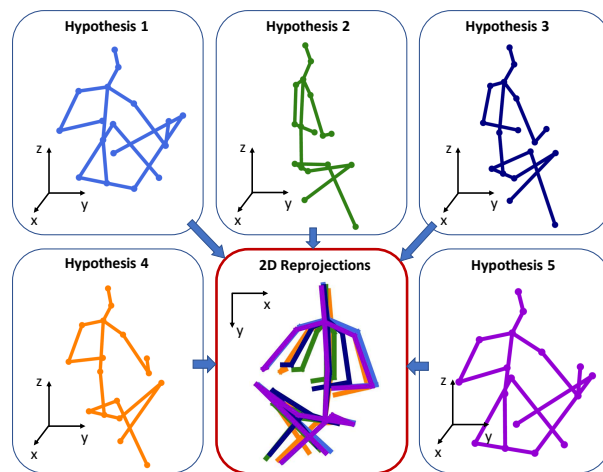 Hypothesis 1
z
y
x
Hypothesis 2
z
y
x
Hypothesis 3
z
y
x
Hypothesis 4
z
y
x
2D Reprojections
x
y
Hypothesis 5
z
y
x